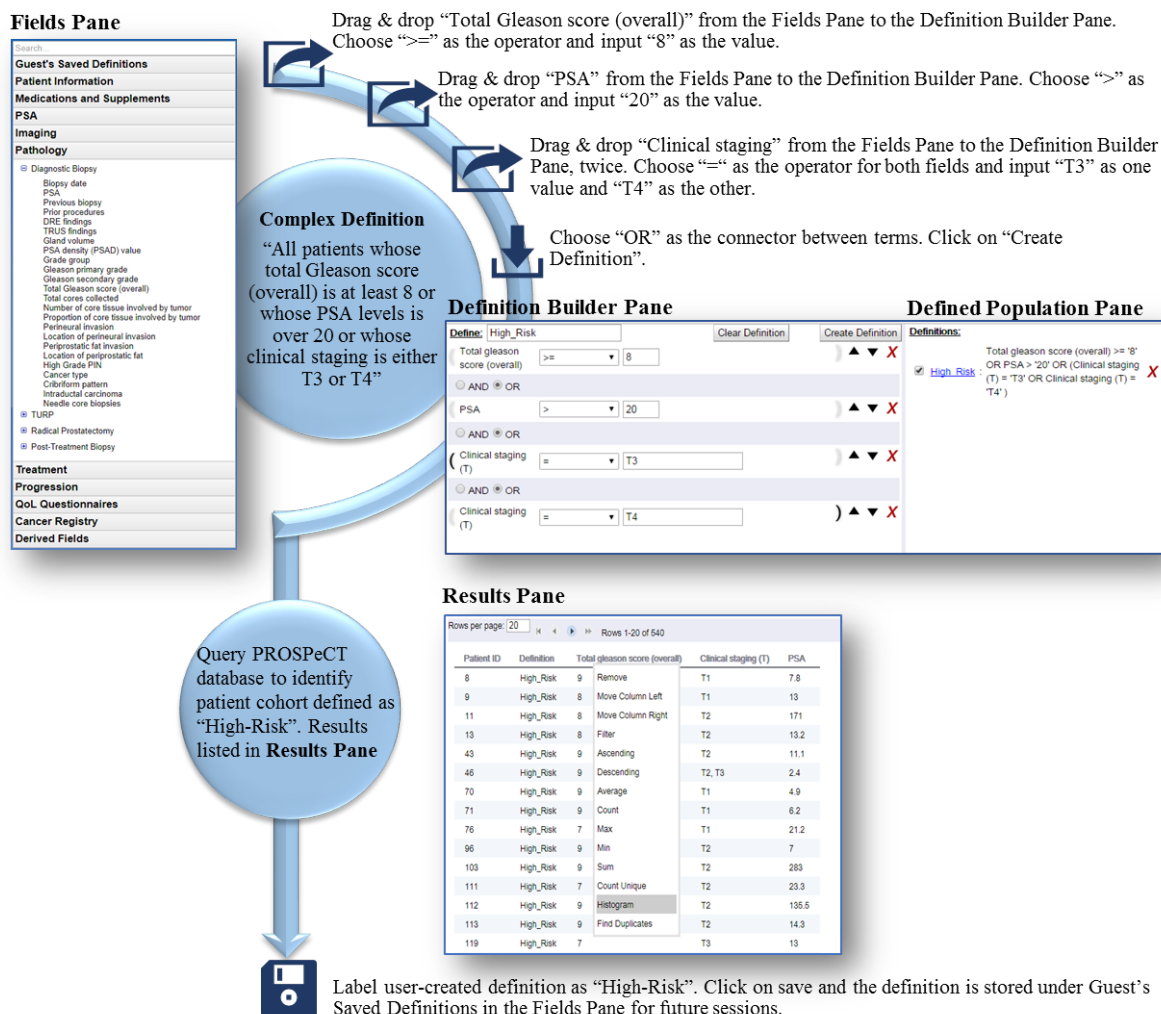 Fields Pane
Search...
Guest's Saved Definitions
Patient Information
Medications and Supplements
PSA
Imaging
Pathology
Diagnostic Biopsy
Biopsy date
PSA
Previous biopsy
Prior procedures
DRE findings
TRUS findings
Gland volume
PSA density (PSAD) value
Grade group
Gleason primary grade
Gleason secondary grade
Total Gleason score (overall)
Total cores collected
Number of core tissue involved by tumor
Proportion of core tissue involved by tumor
Perineural invasion
Location of perineural invasion
Periprostatic fat invasion
Location of periprostatic fat
High Grade PIN
Cancer type
Cribriform pattern
Intraductal carcinoma
Needle core biopsies
TURP
Radical Prostatectomy
Post-Treatment Biopsy
Treatment
Progression
QoL Questionnaires
Cancer Registry
Derived Fields
Drag & drop “Total Gleason score (overall)” from the Fields Pane to the Definition Builder Pane.
Choose “>=” as the operator and input “8” as the value.
Drag & drop “PSA” from the Fields Pane to the Definition Builder Pane. Choose “>” as
the operator and input “20” as the value.
Drag & drop “Clinical staging” from the Fields Pane to the Definition Builder
Pane, twice. Choose “=“ as the operator for both fields and input “T3” as one
value and “T4” as the other.
Choose “OR” as the connector between terms. Click on “Create
Definition”.
Complex Definition
“All patients whose
total Gleason score
(overall) is at least 8 or
whose PSA levels is
over 20 or whose
clinical staging is either
T3 or T4”
Definition Builder Pane
Define: High_Risk Clear Definition Create Definition
( Total gleason
score (overall) >= 8 ) X
AND OR
( PSA > 20 ) X
AND OR
( Clinical staging
(T) = T3 ) X
AND OR
( Clinical staging
(T) = T4 ) X
Defined Population Pane
Definitions:
High_Risk : Total gleason score (overall) >= '8'
OR PSA > '20' OR (Clinical staging
(T) = 'T3' OR Clinical staging (T) =
'T4' ) X
Query PROSPeCT
database to identify
patient cohort defined as
“High-Risk”. Results
listed in Results Pane
Results Pane
Rows per page: 20 Rows 1-20 of 540
Patient ID Definition Total gleason score (overall) Clinical staging (T) PSA
8 High_Risk 9 Remove T1 7.8
9 High_Risk 8 Move Column Left T1 13
11 High_Risk 8 Move Column Right T2 171
13 High_Risk 8 Filter T2 13.2
43 High_Risk 9 Ascending T2 11.1
46 High_Risk 9 Descending T2, T3 2.4
70 High_Risk 9 Average T1 4.9
71 High_Risk 9 Count T1 6.2
76 High_Risk 7 Max T1 21.2
96 High_Risk 9 Min T2 7
103 High_Risk 9 Sum T2 283
111 High_Risk 7 Count Unique T2 23.3
112 High_Risk 9 Histogram T2 135.5
113 High_Risk 9 Find Duplicates T2 14.3
119 High_Risk 7 T3 13
Label user-created definition as “High-Risk”. Click on save and the definition is stored under Guest’s
Saved Definitions in the Fields Pane for future sessions.